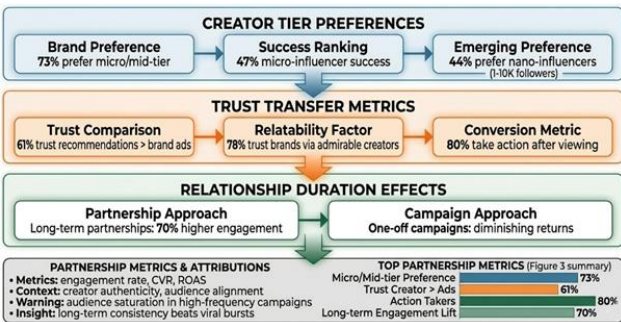 CREATOR TIER PREFERENCES
Brand Preference
73% prefer micro/mid-tier
Success Ranking
47% micro-influencer success
Emerging Preference
44% prefer nano-influencers
(1-10K followers)
TRUST TRANSFER METRICS
Trust Comparison
61% trust recommendations > brand ads
Relatability Factor
78% trust brands via admirable creators
Conversion Metric
80% take action after viewing
RELATIONSHIP DURATION EFFECTS
Partnership Approach
Long-term partnerships: 70% higher engagement
Campaign Approach
One-off campaigns: diminishing returns
PARTNERSHIP METRICS & ATTRIBUTIONS
• Metrics: engagement rate, CVR, ROAS
• Context: creator authenticity, audience alignment
• Warning: audience saturation in high-frequency campaigns
• Insight: long-term consistency beats viral bursts
TOP PARTNERSHIP METRICS (Figure 3 summary)
Micro/Mid-tier Preference 73%
Trust Creator > Ads 61%
Action Takers 80%
Long-term Engagement Lift 70%